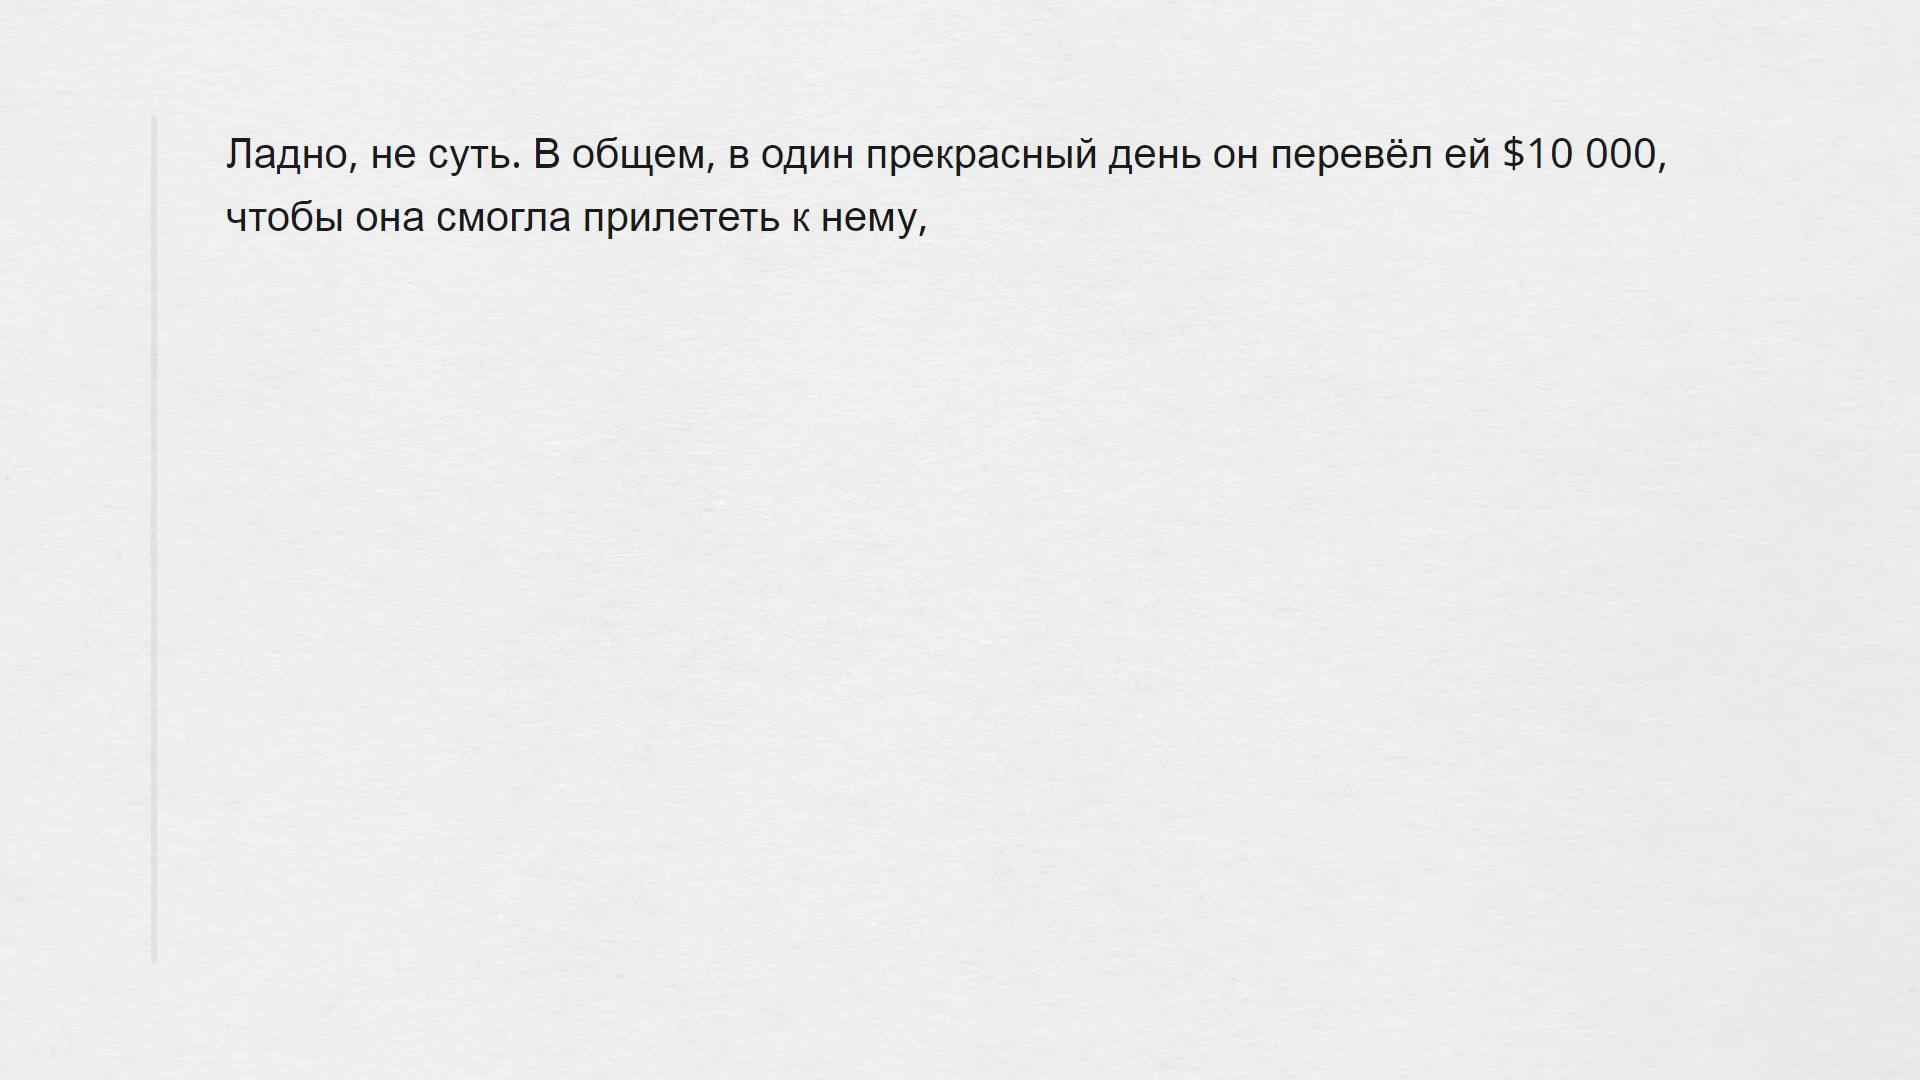 Ладно, не суть. В общем, в один прекрасный день он перевёл ей $10 000,
чтобы она смогла прилететь к нему,